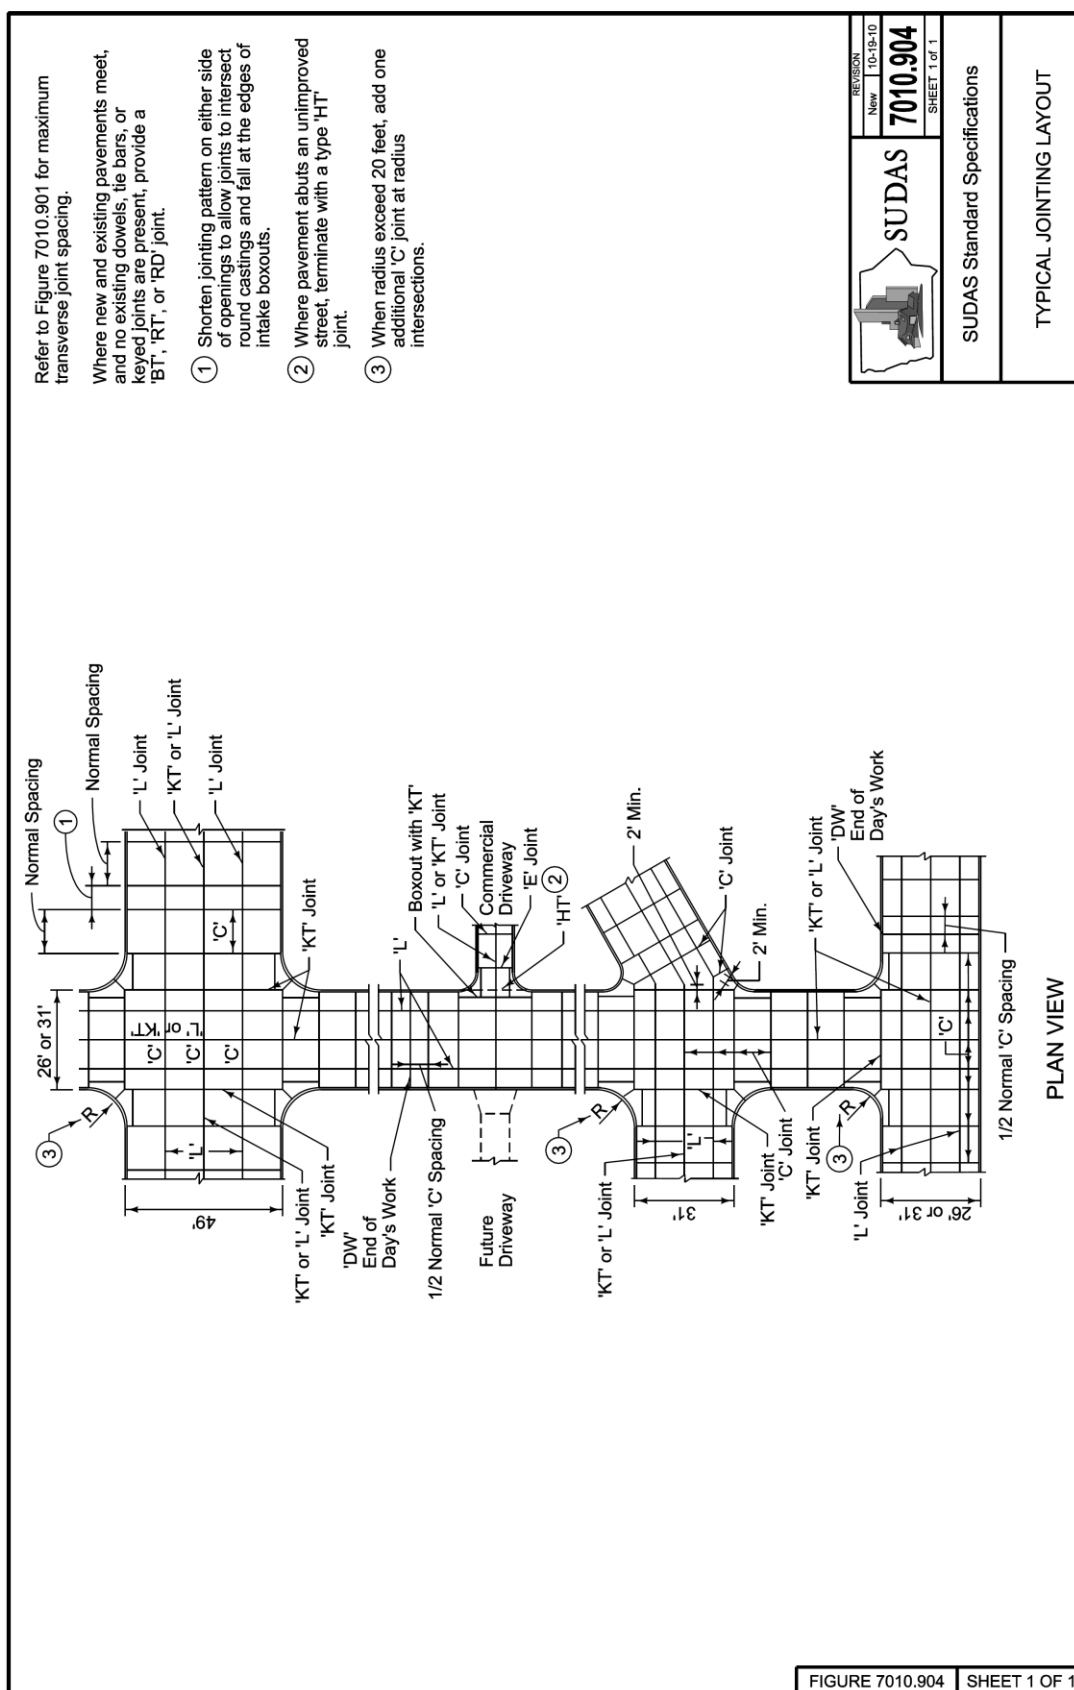 Refer to Figure 7010.901 for maximum
transverse joint spacing.
Where new and existing pavements meet,
and no existing dowels, tie bars, or
keyed joints are present, provide a
'BT', 'RT', or 'RD' joint.
1 Shorten jointing pattern on either side
of openings to allow joints to intersect
round castings and fall at the edges of
intake boxouts.
2 Where pavement abuts an unimproved
street, terminate with a type 'HT'
joint.
3 When radius exceed 20 feet, add one
additional 'C' joint at radius
intersections.
Normal Spacing
1
Normal Spacing
'L' Joint
'KT' or 'L' Joint
'L' Joint
'C'
'KT' Joint
26' or 31'
'L' or 'KT'
'C'
'C'
'C'
3
R
'L'
49'
'KT' or 'L' Joint
'KT' Joint
'DW'
End of
Day's Work
1/2 Normal 'C' Spacing
'L'
Boxout with 'KT'
'L' or 'KT' Joint
'C' Joint
Commercial
Driveway
'E' Joint
'HT' 2
Future
Driveway
3
R
2' Min.
'C' Joint
2' Min.
'KT' or 'L' Joint
'L'
31'
'KT' Joint
'C' Joint
'KT' Joint
3
R
'KT' or 'L' Joint
'DW'
End of
Day's Work
'L' Joint
26' or 31'
'C'
1/2 Normal 'C' Spacing
PLAN VIEW
SUDAS
REVISION
New 10-19-10
7010.904
SHEET 1 of 1
SUDAS Standard Specifications
TYPICAL JOINTING LAYOUT
FIGURE 7010.904 SHEET 1 OF 1